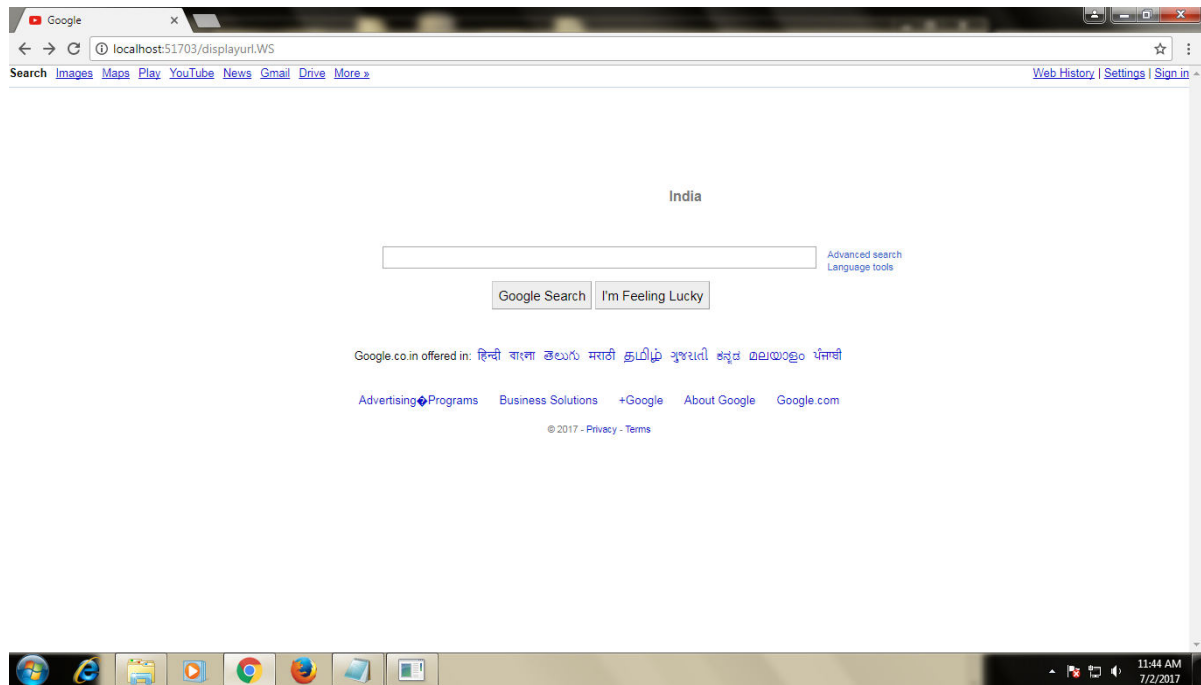 Google
localhost:51703/displayurl.WS
Search Images Maps Play YouTube News Gmail Drive More » Web History | Settings | Sign in
India
Advanced search
Language tools
Google Search I'm Feeling Lucky
Google.co.in offered in: हिन्दी বাংলা తెలుగు मराठी தமிழ் ગુજરાતી ಕನ್ನಡ മലയാളം ਪੰਜਾਬੀ
Advertising�Programs Business Solutions +Google About Google Google.com
© 2017 - Privacy - Terms
11:44 AM
7/2/2017